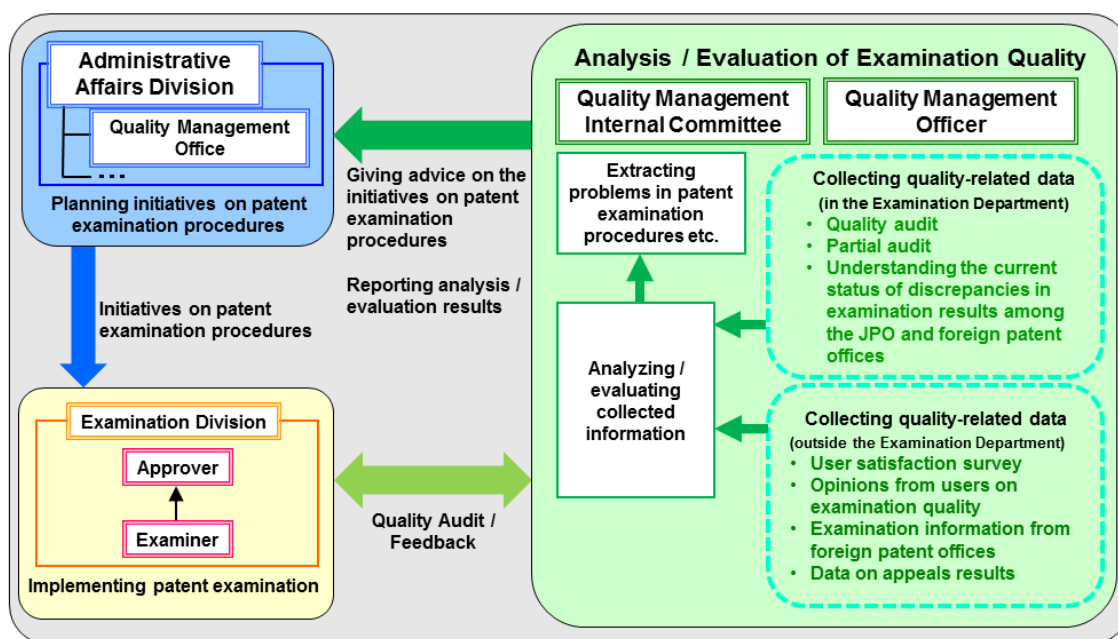 Administrative
Affairs Division
Quality Management
Office
...
Planning initiatives on patent
examination procedures
Initiatives on patent
examination procedures
Examination Division
Approver
Examiner
Implementing patent examination
Giving advice on the
initiatives on patent
examination
procedures
Reporting analysis /
evaluation results
Quality Audit /
Feedback
Analysis / Evaluation of Examination Quality
Quality Management
Internal Committee
Quality Management
Officer
Extracting
problems in patent
examination
procedures etc.
Analyzing /
evaluating
collected
information
Collecting quality-related data
(in the Examination Department)
• Quality audit
• Partial audit
• Understanding the current
status of discrepancies in
examination results among
the JPO and foreign patent
offices
Collecting quality-related data
(outside the Examination Department)
• User satisfaction survey
• Opinions from users on
examination quality
• Examination information from
foreign patent offices
• Data on appeals results